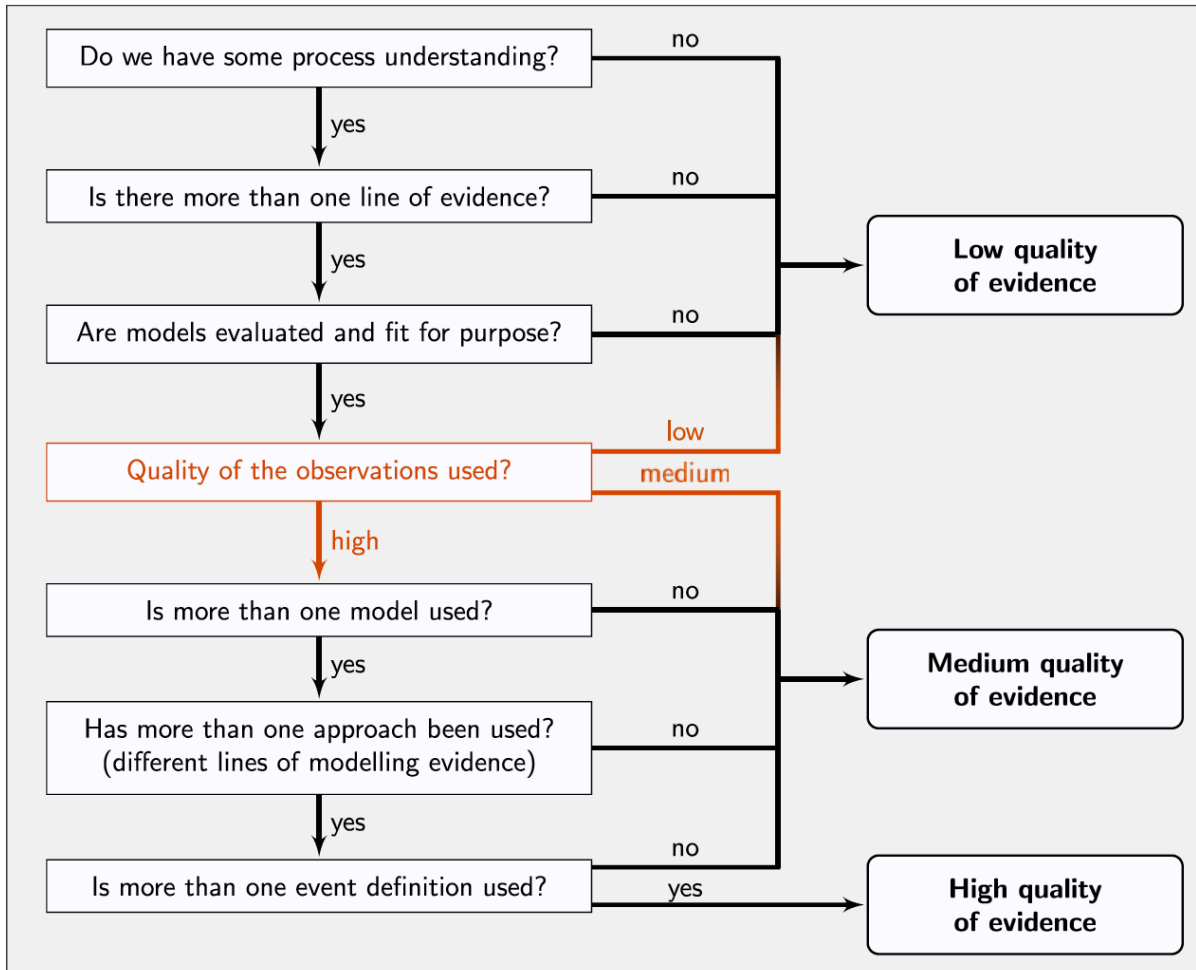 Do we have some process understanding?
no
yes
Is there more than one line of evidence?
no
yes
Low quality
of evidence
Are models evaluated and fit for purpose?
no
yes
Quality of the observations used?
low
medium
high
Is more than one model used?
no
yes
Medium quality
of evidence
Has more than one approach been used?
(different lines of modelling evidence)
no
yes
Is more than one event definition used?
no
yes
High quality
of evidence